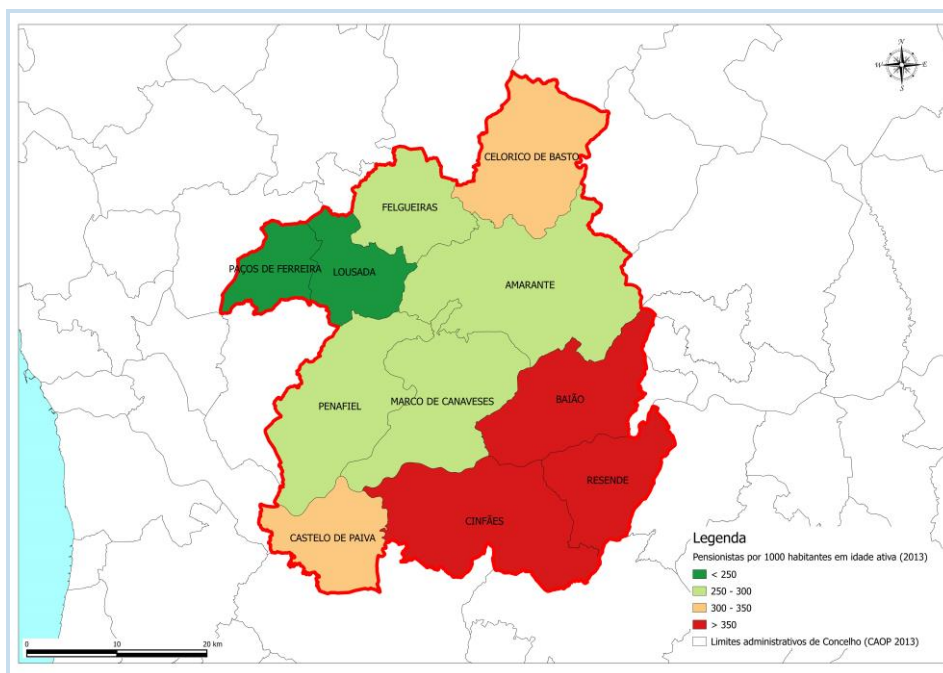 N
W E
S
CELORICO DE BASTO
FELGUEIRAS
PAÇOS DE FERREIRA
LOUSADA
AMARANTE
PENAFIEL
MARCO DE CANAVESES
BAIÃO
RESENDE
CINFÃES
CASTELO DE PAIVA
Legenda
Pensionistas por 1000 habitantes em idade ativa (2013)
< 250
250 - 300
300 - 350
> 350
Limites administrativos de Concelho (CAOP 2013)
0 10 20 km